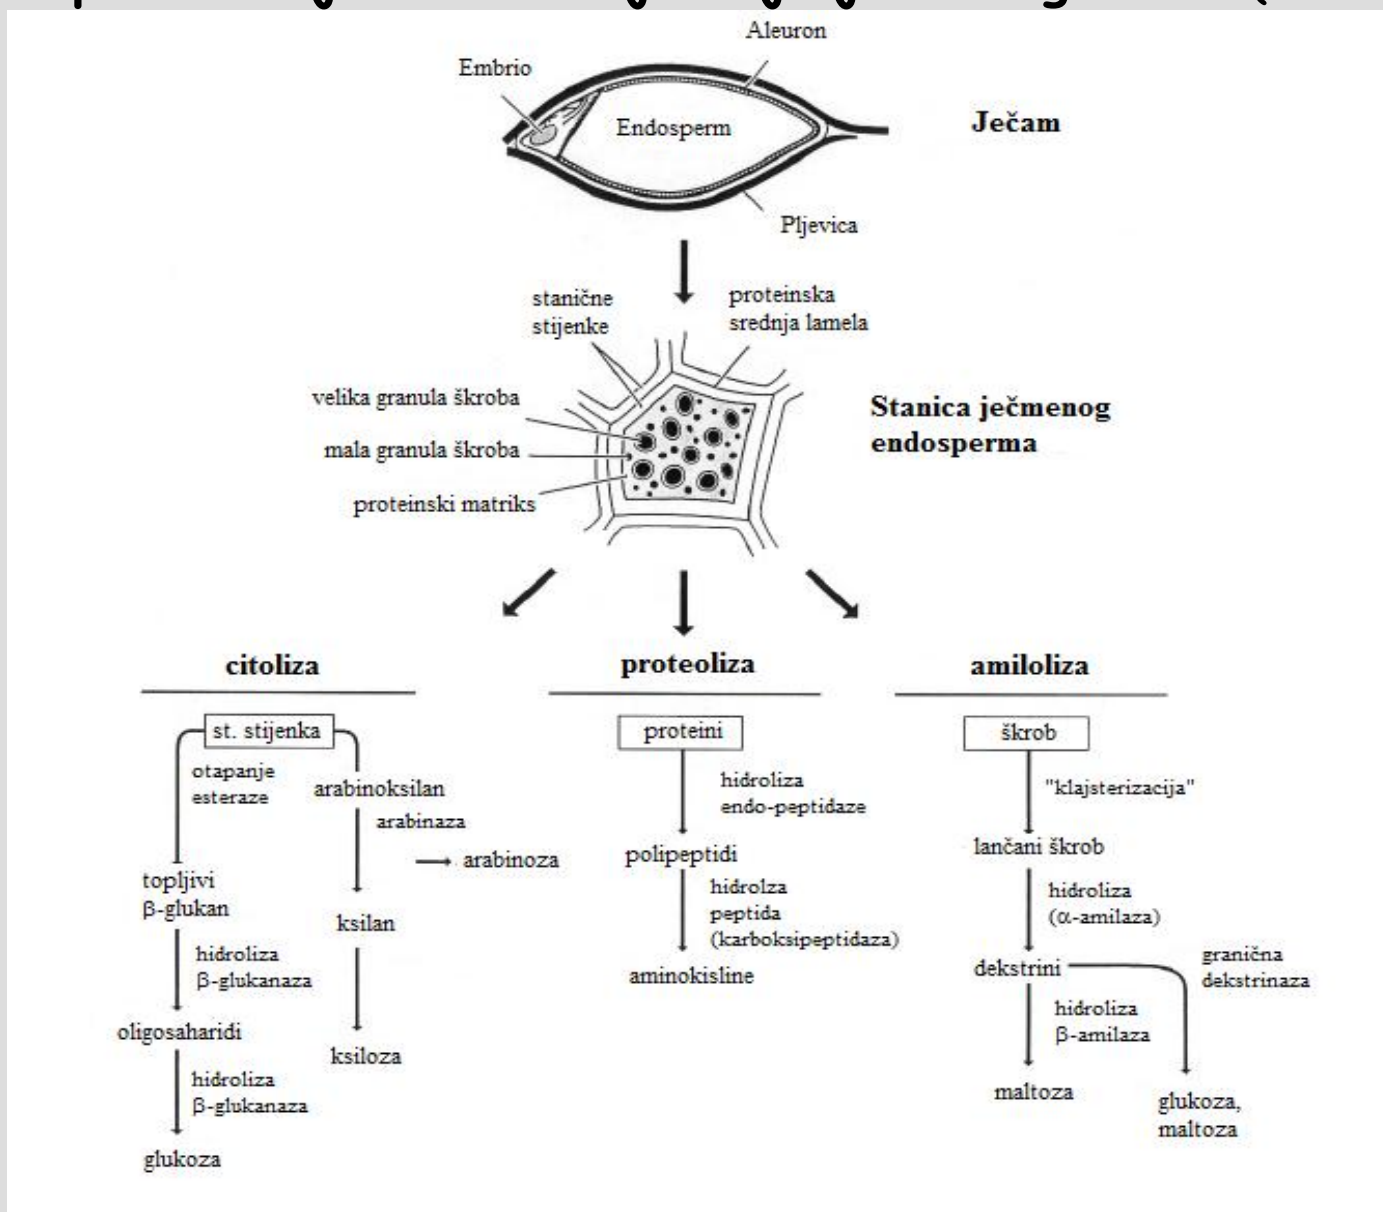 Aleuron
Embrio
Endosperm
Ječam
Pljevica
stanične
stijenke
proteinska
srednja lamela
velika granula škroba
mala granula škroba
proteinski matriks
Stanica ječmenog
endosperma
citoliza
st. stijenka
otapanje
esteraze
arabinoksilan
arabinaza
arabinoza
topljivi
β-glukan
ksilan
hidroliza
β-glukanaza
oligosaharidi
ksiloza
hidroliza
β-glukanaza
glukoza
proteoliza
proteini
hidroliza
endo-peptidaze
polipeptidi
hidrolza
peptida
(karboksipeptidaza)
aminokisline
amiloliza
škrob
"klajsterizacija"
lančani škrob
hidroliza
(α-amilaza)
dekstrini
granična
dekstrinaza
hidroliza
β-amilaza
maltoza
glukoza,
maltoza